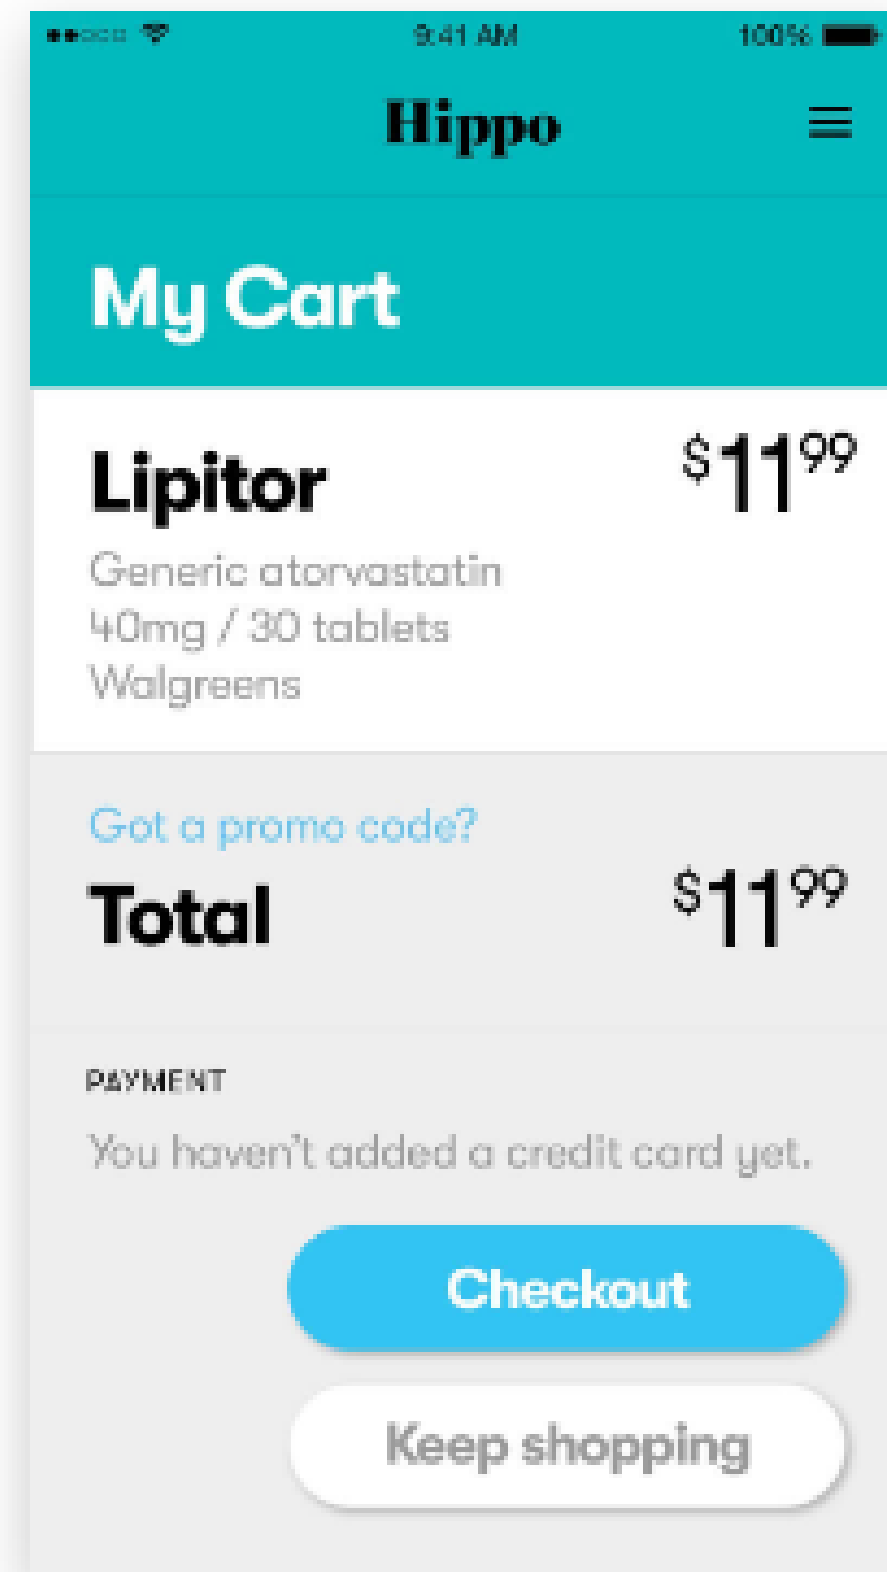 9:41 AM 100%
Hippo
My Cart
Lipitor $11.99
Generic atorvastatin
40mg / 30 tablets
Walgreens
Got a promo code?
Total $11.99
PAYMENT
You haven't added a credit card yet.
Checkout
Keep shopping